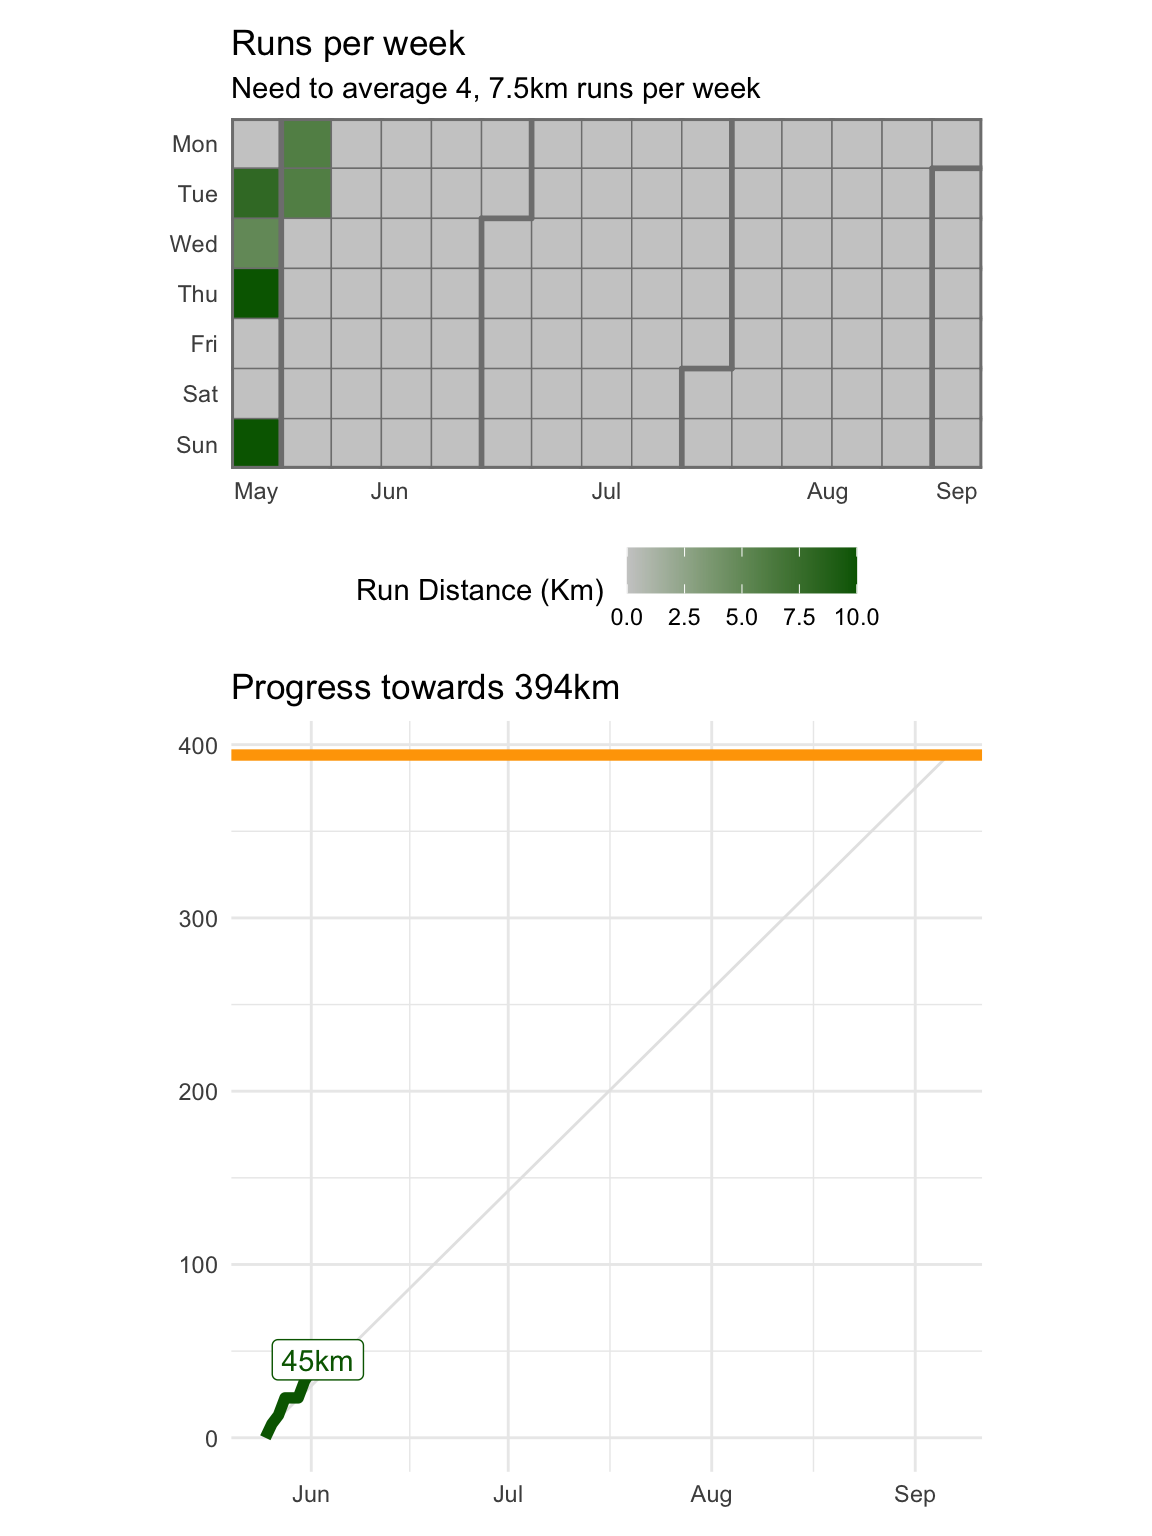 Runs per week
Need to average 4, 7.5km runs per week
Mon
Tue
Wed
Thu
Fri
Sat
Sun
May Jun Jul Aug Sep
Run Distance (Km)
0.0 2.5 5.0 7.5 10.0
Progress towards 394km
400
300
200
100
45km
0
Jun Jul Aug Sep